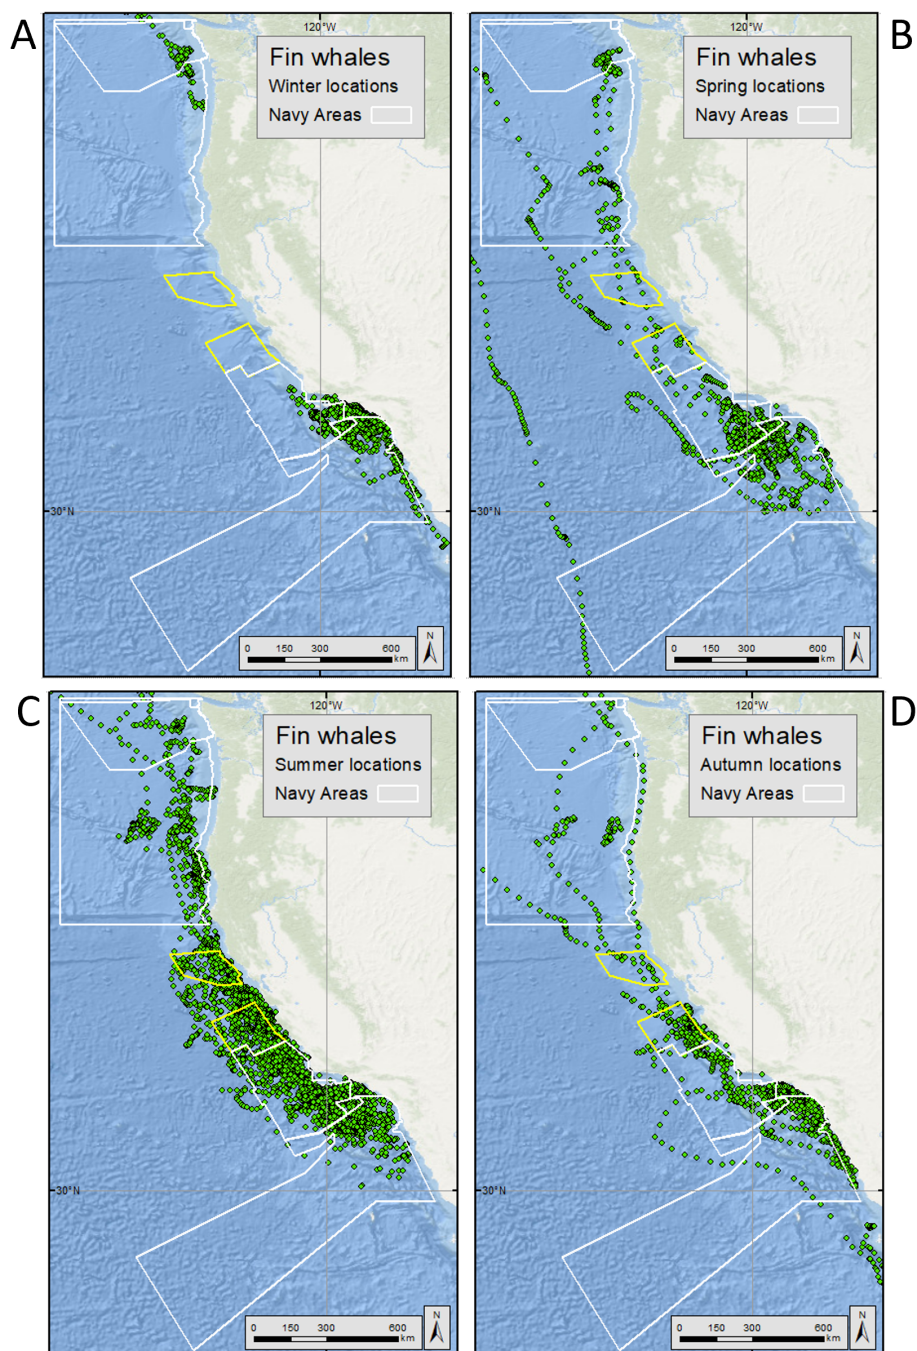 A
120°W
Fin whales
Winter locations
Navy Areas
30°N
0 150 300 600
km
N
B
120°W
Fin whales
Spring locations
Navy Areas
30°N
0 150 300 600
km
N
C
120°W
Fin whales
Summer locations
Navy Areas
30°N
0 150 300 600
km
N
D
120°W
Fin whales
Autumn locations
Navy Areas
30°N
0 150 300 600
km
N